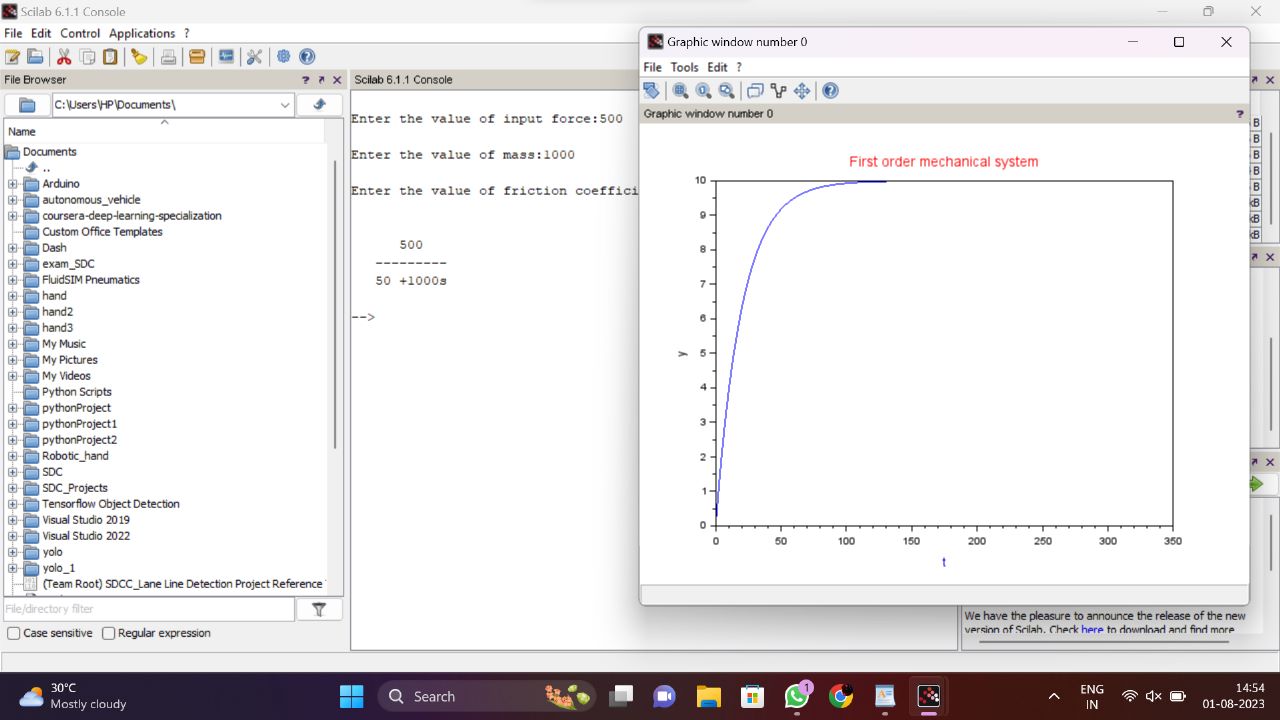 Scilab 6.1.1 Console
File Edit Control Applications ?
File Browser
C:\Users\HP\Documents\
Name
Documents
..
Arduino
autonomous_vehicle
coursera-deep-learning-specialization
Custom Office Templates
Dash
exam_SDC
FluidSIM Pneumatics
hand
hand2
hand3
My Music
My Pictures
My Videos
Python Scripts
pythonProject
pythonProject1
pythonProject2
Robotic_hand
SDC
SDC_Projects
Tensorflow Object Detection
Visual Studio 2019
Visual Studio 2022
yolo
yolo_1
(Team Root) SDCC_Lane Line Detection Project Reference
File/directory filter
Case sensitive Regular expression
Scilab 6.1.1 Console
Enter the value of input force:500
Enter the value of mass:1000
Enter the value of friction coeffici
500
---------
50 +1000s
-->
Graphic window number 0
File Tools Edit ?
Graphic window number 0 ?
First order mechanical system
10
9
8
7
6
5
4
3
2
1
0
y
0 50 100 150 200 250 300 350
t
We have the pleasure to announce the release of the new
version of Scilab. Check here to download and find more
30°C
Mostly cloudy
Search
1
ENG
IN
14:54
01-08-2023